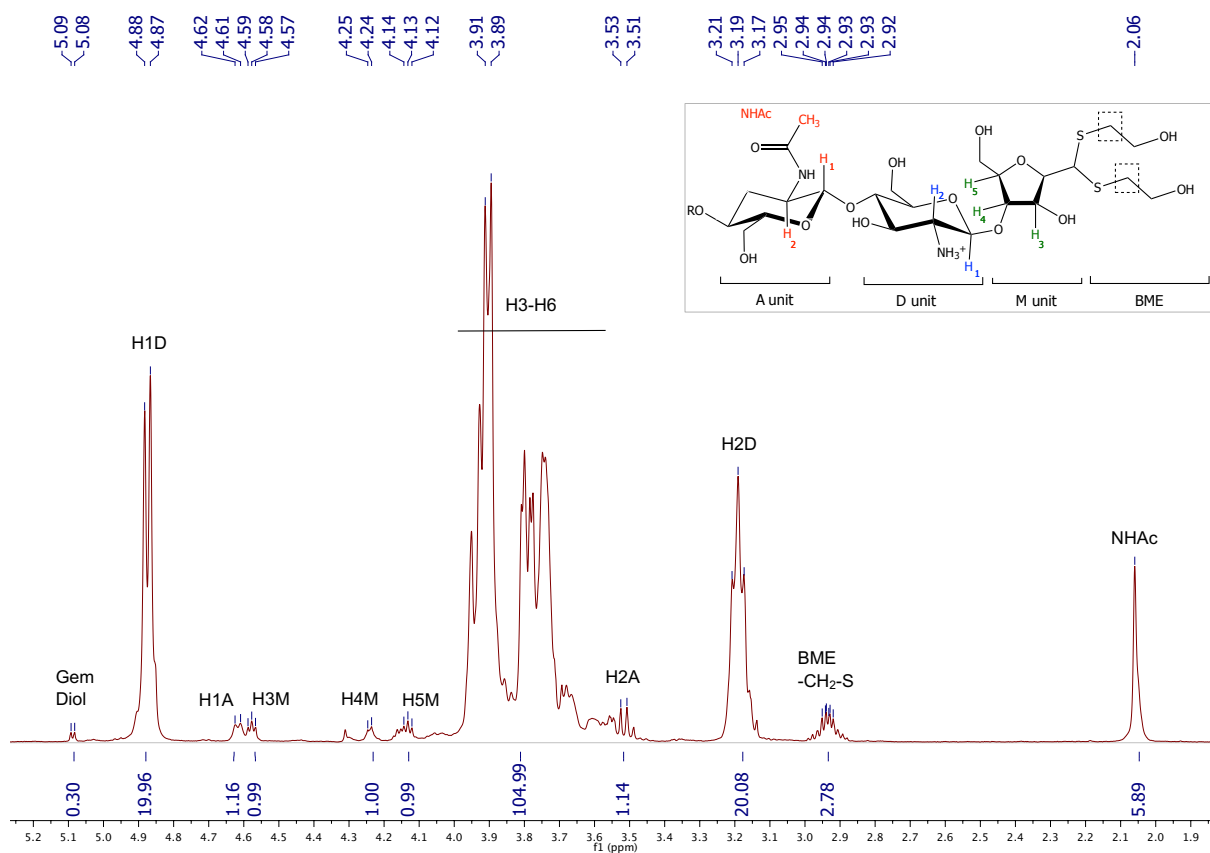 5.09
5.08
4.88
4.87
4.62
4.61
4.59
4.58
4.57
4.25
4.24
4.14
4.13
4.12
3.91
3.89
3.53
3.51
3.21
3.19
3.17
2.95
2.94
2.94
2.93
2.93
2.92
2.06
NHAc
CH3
O
NH
H1
RO
O
H2
OH
O
OH
O
H2
HO
NH3+
H1
O
OH
O
H5
H4
H3
OH
S
OH
S
OH
A unit
D unit
M unit
BME
H1D
H3-H6
H2D
NHAc
Gem
Diol
H1A
H3M
H4M
H5M
H2A
BME
-CH2-S
0.30
19.96
1.16
0.99
1.00
0.99
104.99
1.14
20.08
2.78
5.89
5.2 5.1 5.0 4.9 4.8 4.7 4.6 4.5 4.4 4.3 4.2 4.1 4.0 3.9 3.8 3.7 3.6 3.5 3.4 3.3 3.2 3.1 3.0 2.9 2.8 2.7 2.6 2.5 2.4 2.3 2.2 2.1 2.0 1.9
f1 (ppm)